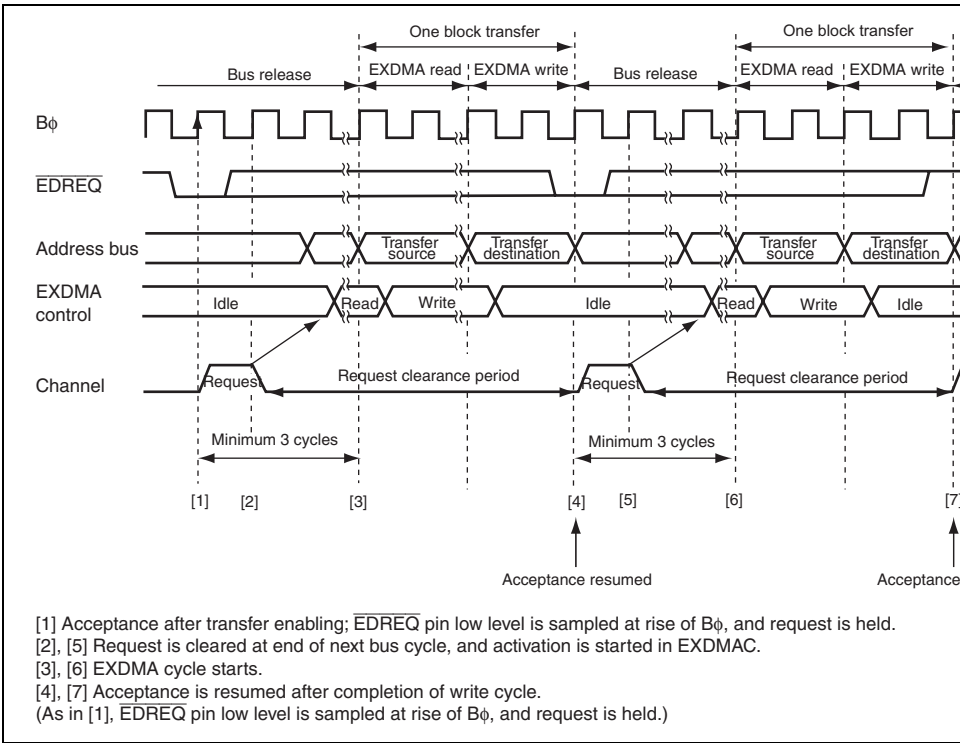 One block transfer One block transfer
Bus release EXDMA read EXDMA write Bus release EXDMA read EXDMA write
Bϕ
EDREQ
Address bus Transfer source Transfer destination Transfer source Transfer destination
EXDMA control Idle Read Write Idle Read Write Idle
Channel Request Request clearance period Request Request clearance period
Minimum 3 cycles Minimum 3 cycles
[1] [2] [3] [4] [5] [6] [7]
Acceptance resumed Acceptance
[1] Acceptance after transfer enabling; EDREQ pin low level is sampled at rise of Bϕ, and request is held.
[2], [5] Request is cleared at end of next bus cycle, and activation is started in EXDMAC.
[3], [6] EXDMA cycle starts.
[4], [7] Acceptance is resumed after completion of write cycle.
(As in [1], EDREQ pin low level is sampled at rise of Bϕ, and request is held.)